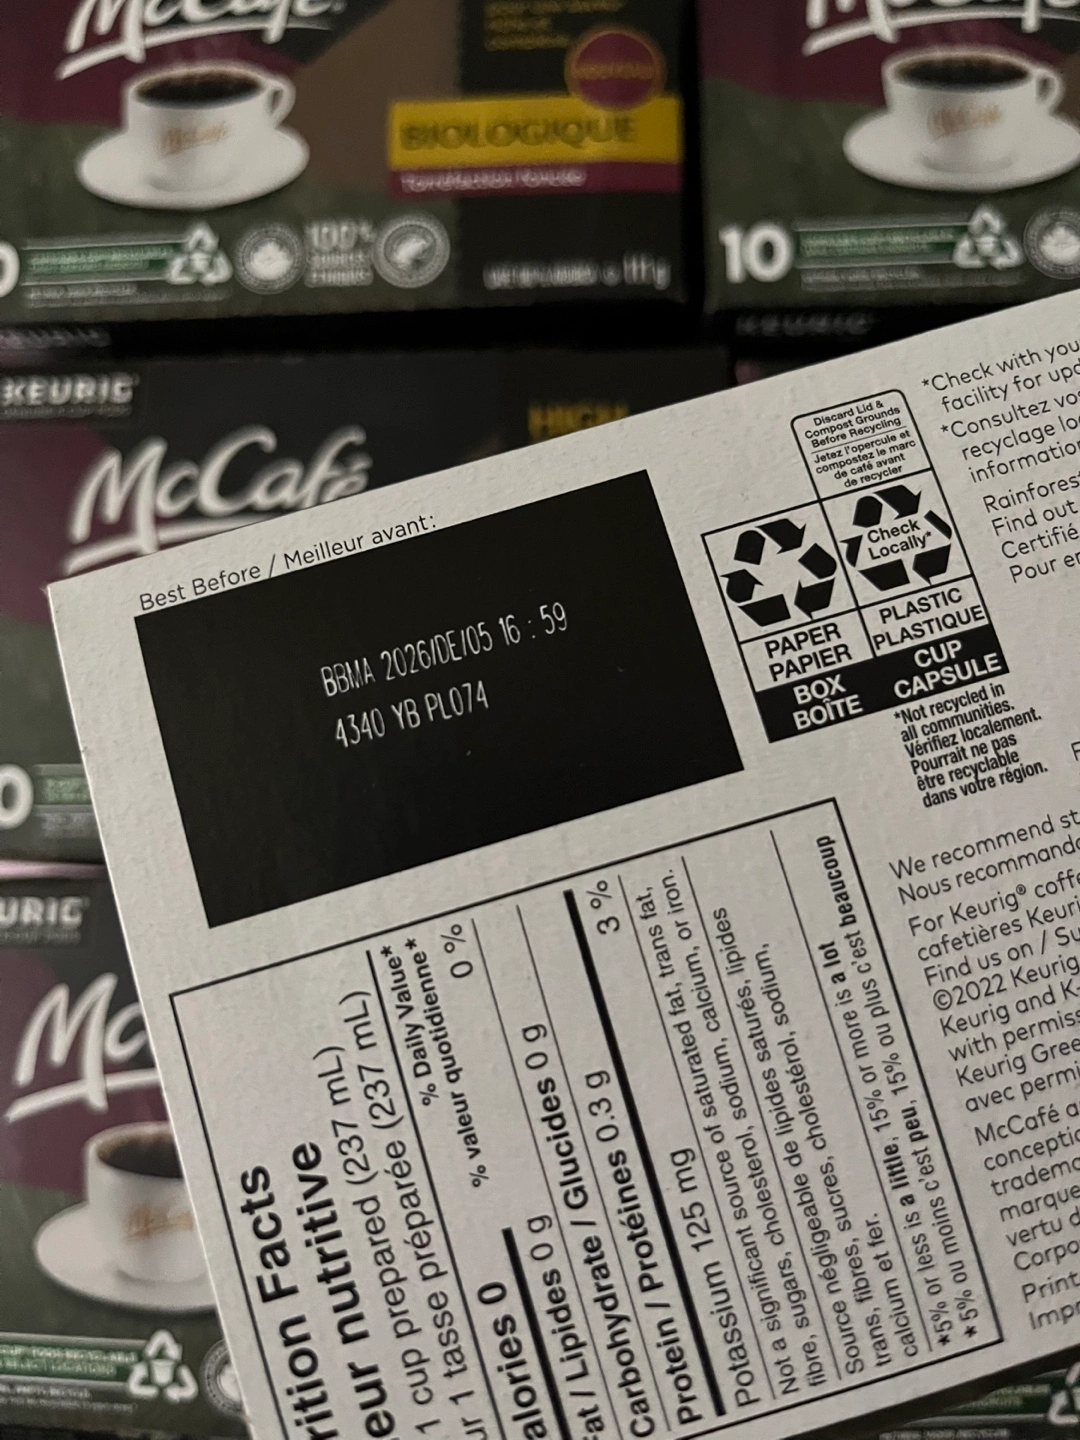 McCafé
BIOLOGIQUE
100%
111 g
McCafé
10
KEURIG
KEURIG
McCafé
HIGH
Best Before / Meilleur avant:
BBMA 2026/DE/05 16 : 59
4340 YB PL074
Discard Lid &
Compost Grounds
Before Recycling
Jetez l'opercule et
compostez le marc
de café avant
de recycler
Check
Locally*
PAPER
PAPIER
PLASTIC
PLASTIQUE
BOX
BOÎTE
CUP
CAPSULE
*Not recycled in
all communities.
Vérifiez localement.
Pourrait ne pas
être recyclable
dans votre région.
*Check with you
facility for upd
*Consultez vo
recyclage lo
information
Rainforest
Find out
Certifié
Pour en
We recommend st
Nous recommando
For Keurig® coffe
cafetières Keuri
Find us on / Su
©2022 Keurig
Keurig and K-
with permiss
Keurig Gree
avec permi
McCafé a
conceptio
tradema
marque
vertu d
Corpo
Print
Impr
rition Facts
eur nutritive
1 cup prepared (237 mL)
ur 1 tasse préparée (237 mL)
% Daily Value*
% valeur quotidienne*
alories 0
0 %
Fat / Lipides 0 g
Carbohydrate / Glucides 0 g
Protein / Protéines 0.3 g
Potassium 125 mg
3 %
Not a significant source of saturated fat, trans fat,
fibre, sugars, cholesterol, sodium, calcium, or iron.
Source négligeable de lipides saturés, lipides
trans, fibres, sucres, cholestérol, sodium,
calcium et fer.
*5% or less is a little, 15% or more is a lot
*5% ou moins c'est peu, 15% ou plus c'est beaucoup
URIG
Mc